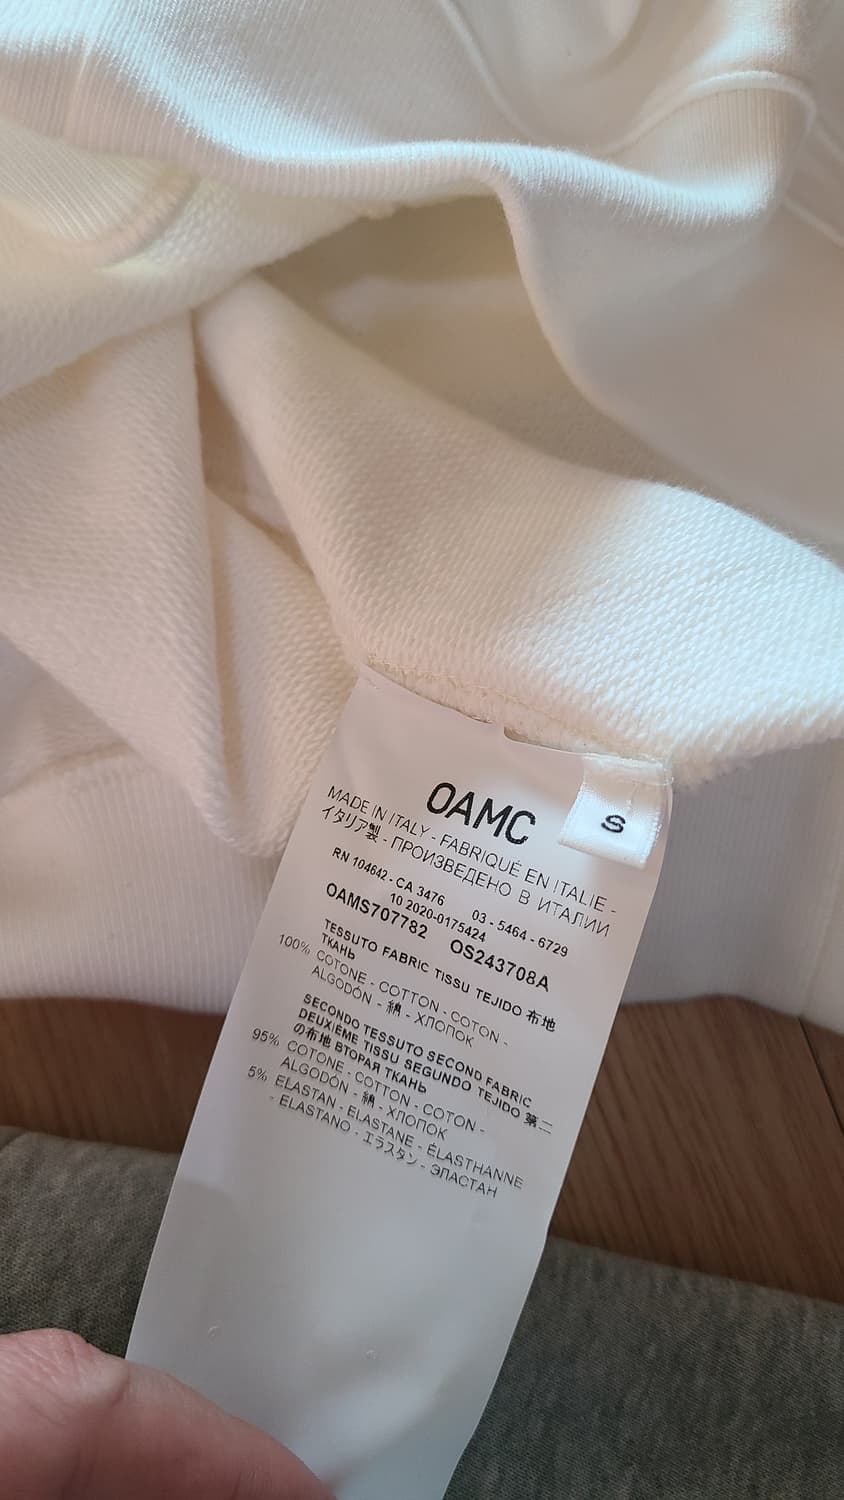 OAMC
S
MADE IN ITALY - FABRIQUÉ EN ITALIE -
イタリア製 - ПРОИЗВЕДЕНО В ИТАЛИИ
RN 104642 - CA 3476 03 - 5464 - 6729
10 2020-0175424
OAMS707782 OS243708A
TESSUTO FABRIC TISSU TEJIDO 布地
ТКАНЬ
100% COTONE - COTTON - COTON -
ALGODÓN - 綿 - ХЛОПОК
SECONDO TESSUTO SECOND FABRIC
DEUXIÈME TISSU SEGUNDO TEJIDO 第二
の布地 ВТОРАЯ ТКАНЬ
95% COTONE - COTTON - COTON -
ALGODÓN - 綿 - ХЛОПОК
5% ELASTAN - ELASTANE - ÉLASTHANNE
- ELASTANO - エラスタン - ЭЛАСТАН